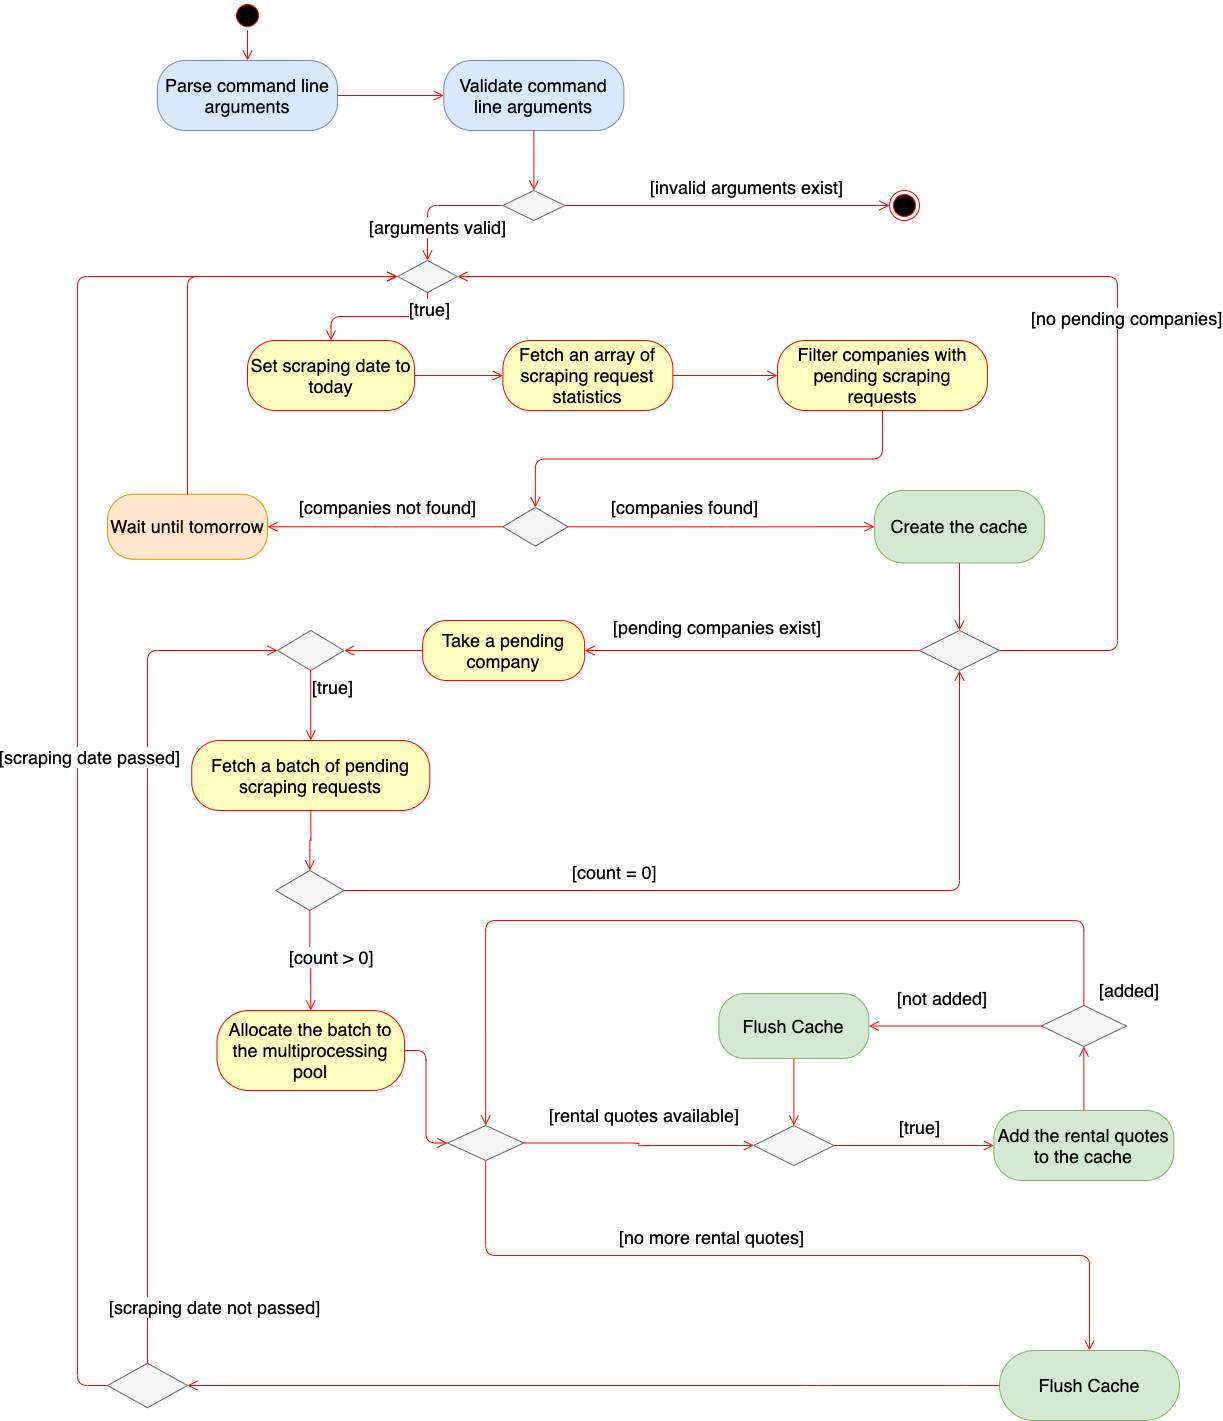 Parse command line
arguments
Validate command
line arguments
[invalid arguments exist]
[arguments valid]
[true]
[no pending companies]
Set scraping date to
today
Fetch an array of
scraping request
statistics
Filter companies with
pending scraping
requests
[companies not found]
[companies found]
Wait until tomorrow
Create the cache
[pending companies exist]
Take a pending
company
[true]
[scraping date passed]
Fetch a batch of pending
scraping requests
[count = 0]
[count > 0]
[added]
[not added]
Allocate the batch to
the multiprocessing
pool
Flush Cache
[rental quotes available]
[true]
Add the rental quotes
to the cache
[no more rental quotes]
[scraping date not passed]
Flush Cache